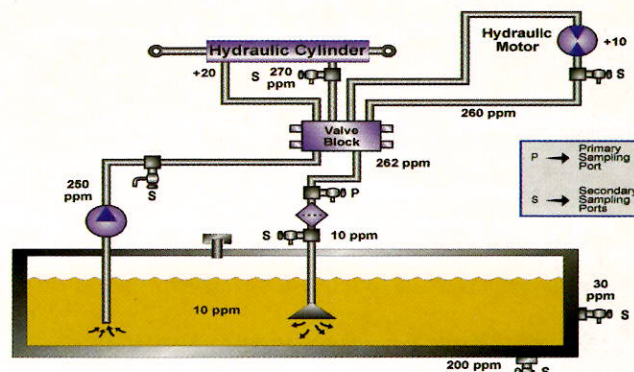 Hydraulic Cylinder
Hydraulic
Motor
+10
+20
S
270
ppm
S
260 ppm
Valve
Block
262 ppm
P → Primary
Sampling
Port
S → Secondary
Sampling
Ports
250
ppm
S
P
S
10 ppm
10 ppm
30
ppm
S
200 ppm
S